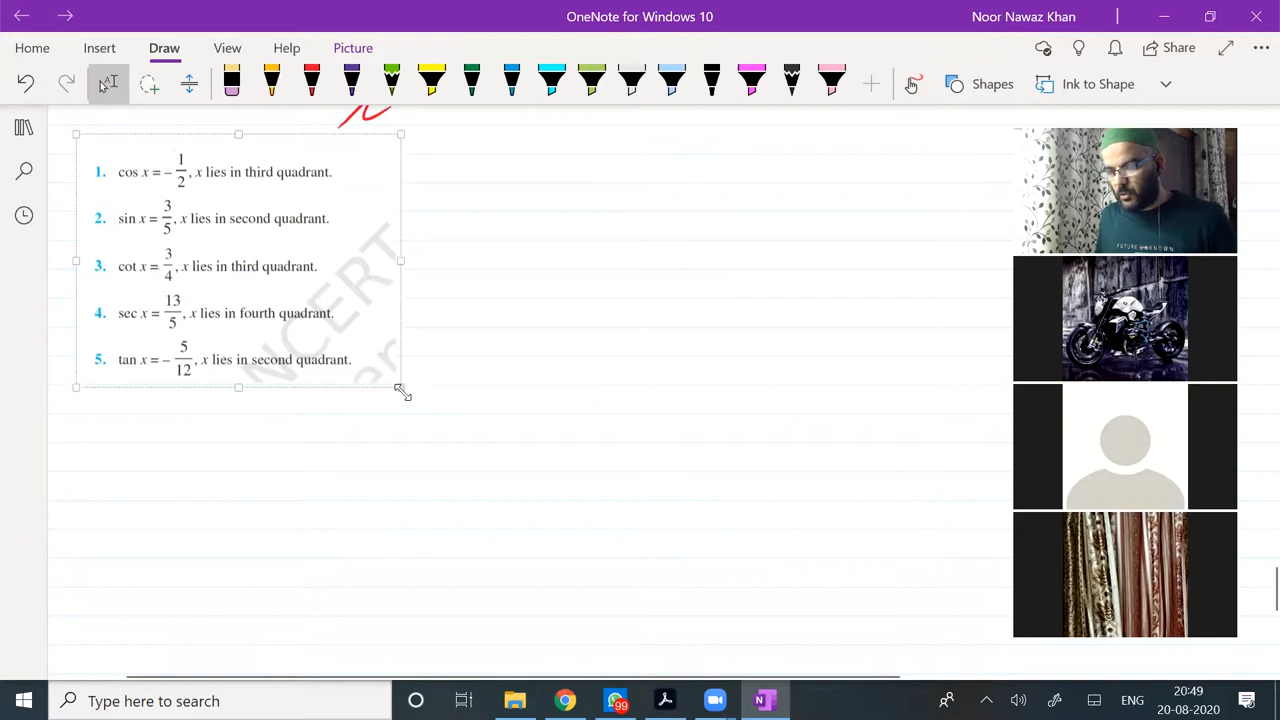 OneNote for Windows 10
Noor Nawaz Khan
Home Insert Draw View Help Picture
Share
Shapes
Ink to Shape
1. cos x = – 1/2, x lies in third quadrant.
2. sin x = 3/5, x lies in second quadrant.
3. cot x = 3/4, x lies in third quadrant.
4. sec x = 13/5, x lies in fourth quadrant.
5. tan x = – 5/12, x lies in second quadrant.
NCERT
FUTURE UNKNOWN
Type here to search
99
N
ENG
20:49
20-08-2020